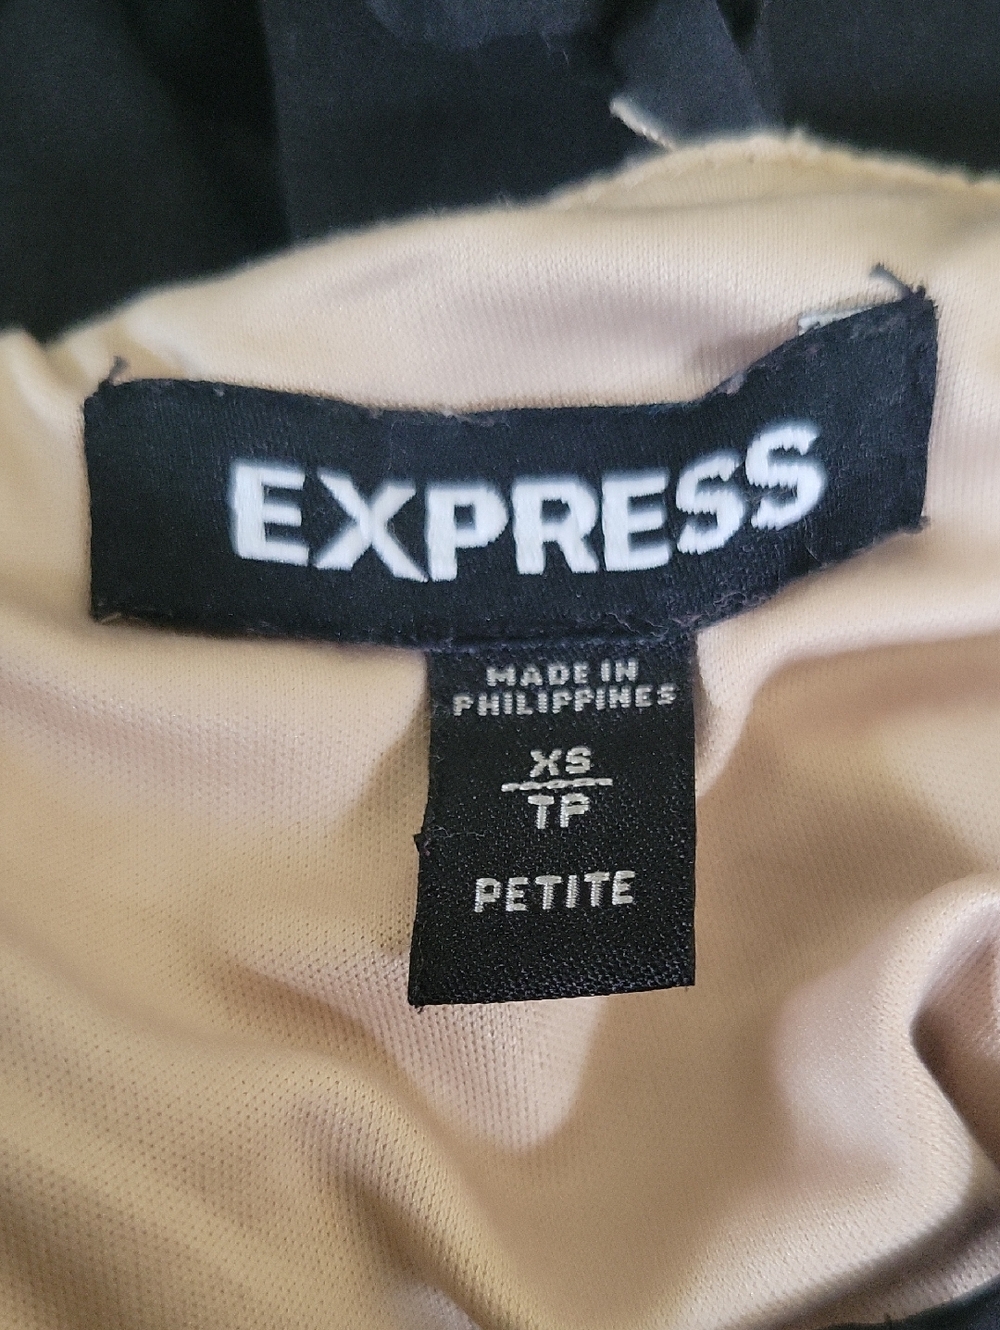 EXPRESS
MADE IN
PHILIPPINES
XS
TP
PETITE